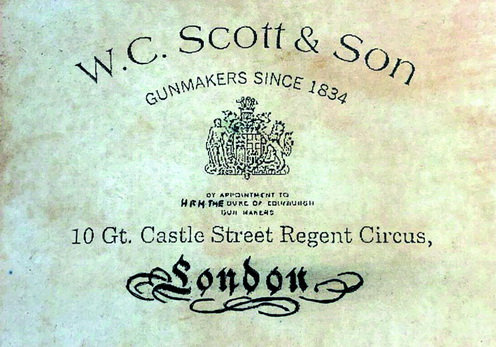 W.C. Scott & Son
GUNMAKERS SINCE 1834
BY APPOINTMENT TO
H·R·H THE DUKE OF EDINBURGH
GUN MAKERS
10 Gt. Castle Street Regent Circus,
London